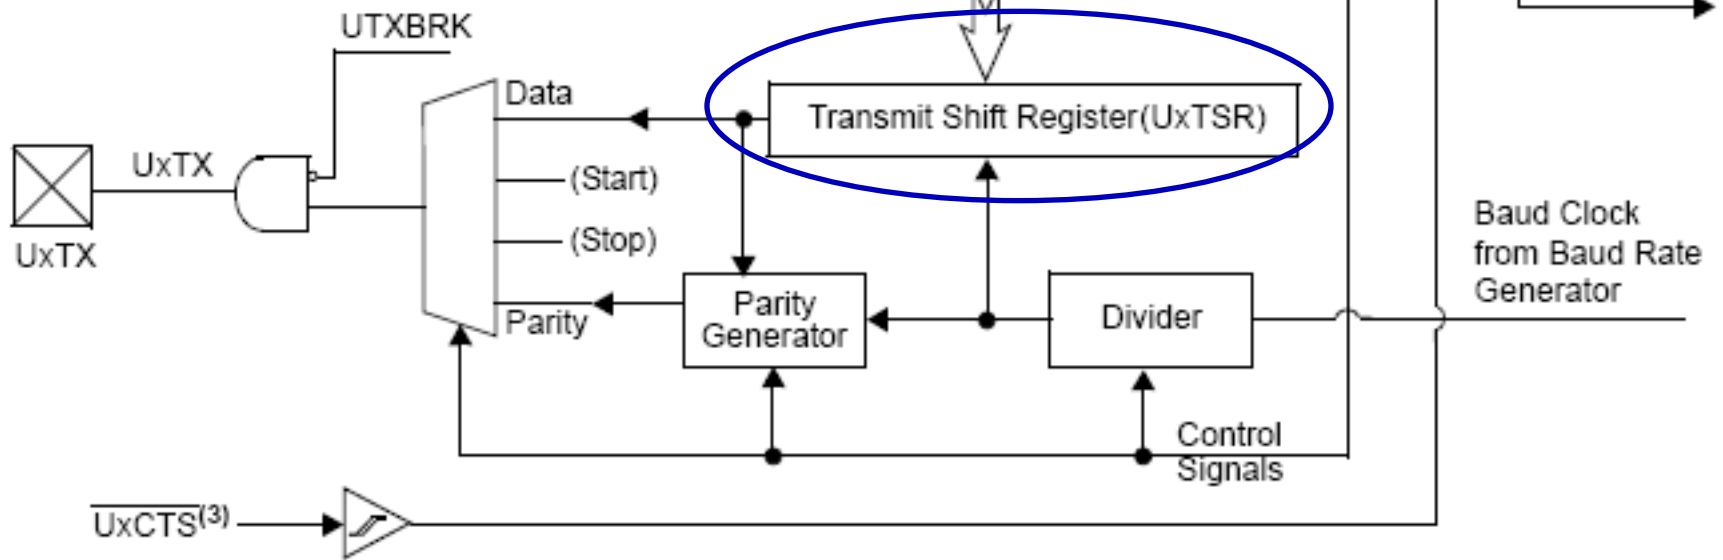 UTXBRK
Data
Transmit Shift Register(UxTSR)
UxTX
(Start)
(Stop)
UxTX
Baud Clock
from Baud Rate
Generator
Parity
Generator
Divider
Parity
Control
Signals
UxCTS(3)